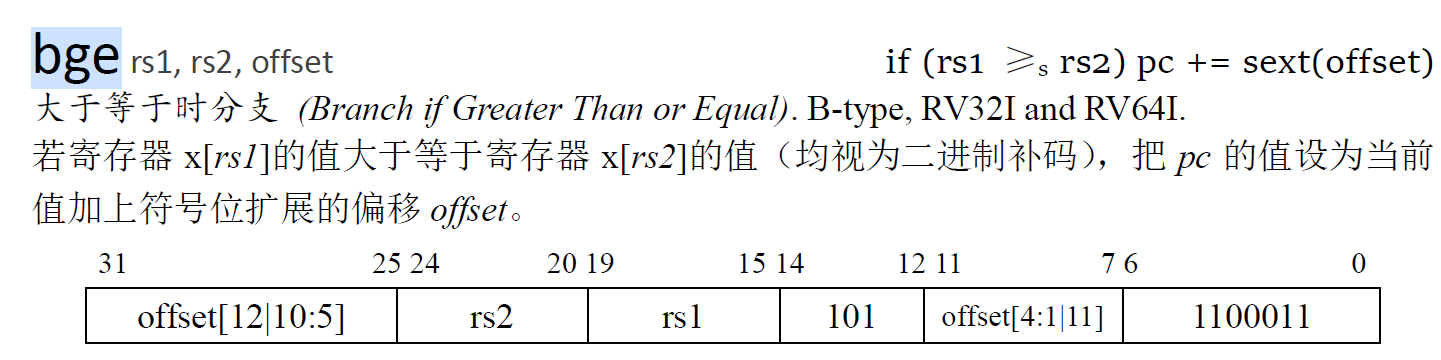 bge rs1, rs2, offset if (rs1 ≥s rs2) pc += sext(offset)
大于等于时分支 (Branch if Greater Than or Equal). B-type, RV32I and RV64I.
若寄存器 x[rs1]的值大于等于寄存器 x[rs2]的值（均视为二进制补码），把 pc 的值设为当前
值加上符号位扩展的偏移 offset。
31 25 24 20 19 15 14 12 11 7 6 0
offset[12|10:5] rs2 rs1 101 offset[4:1|11] 1100011